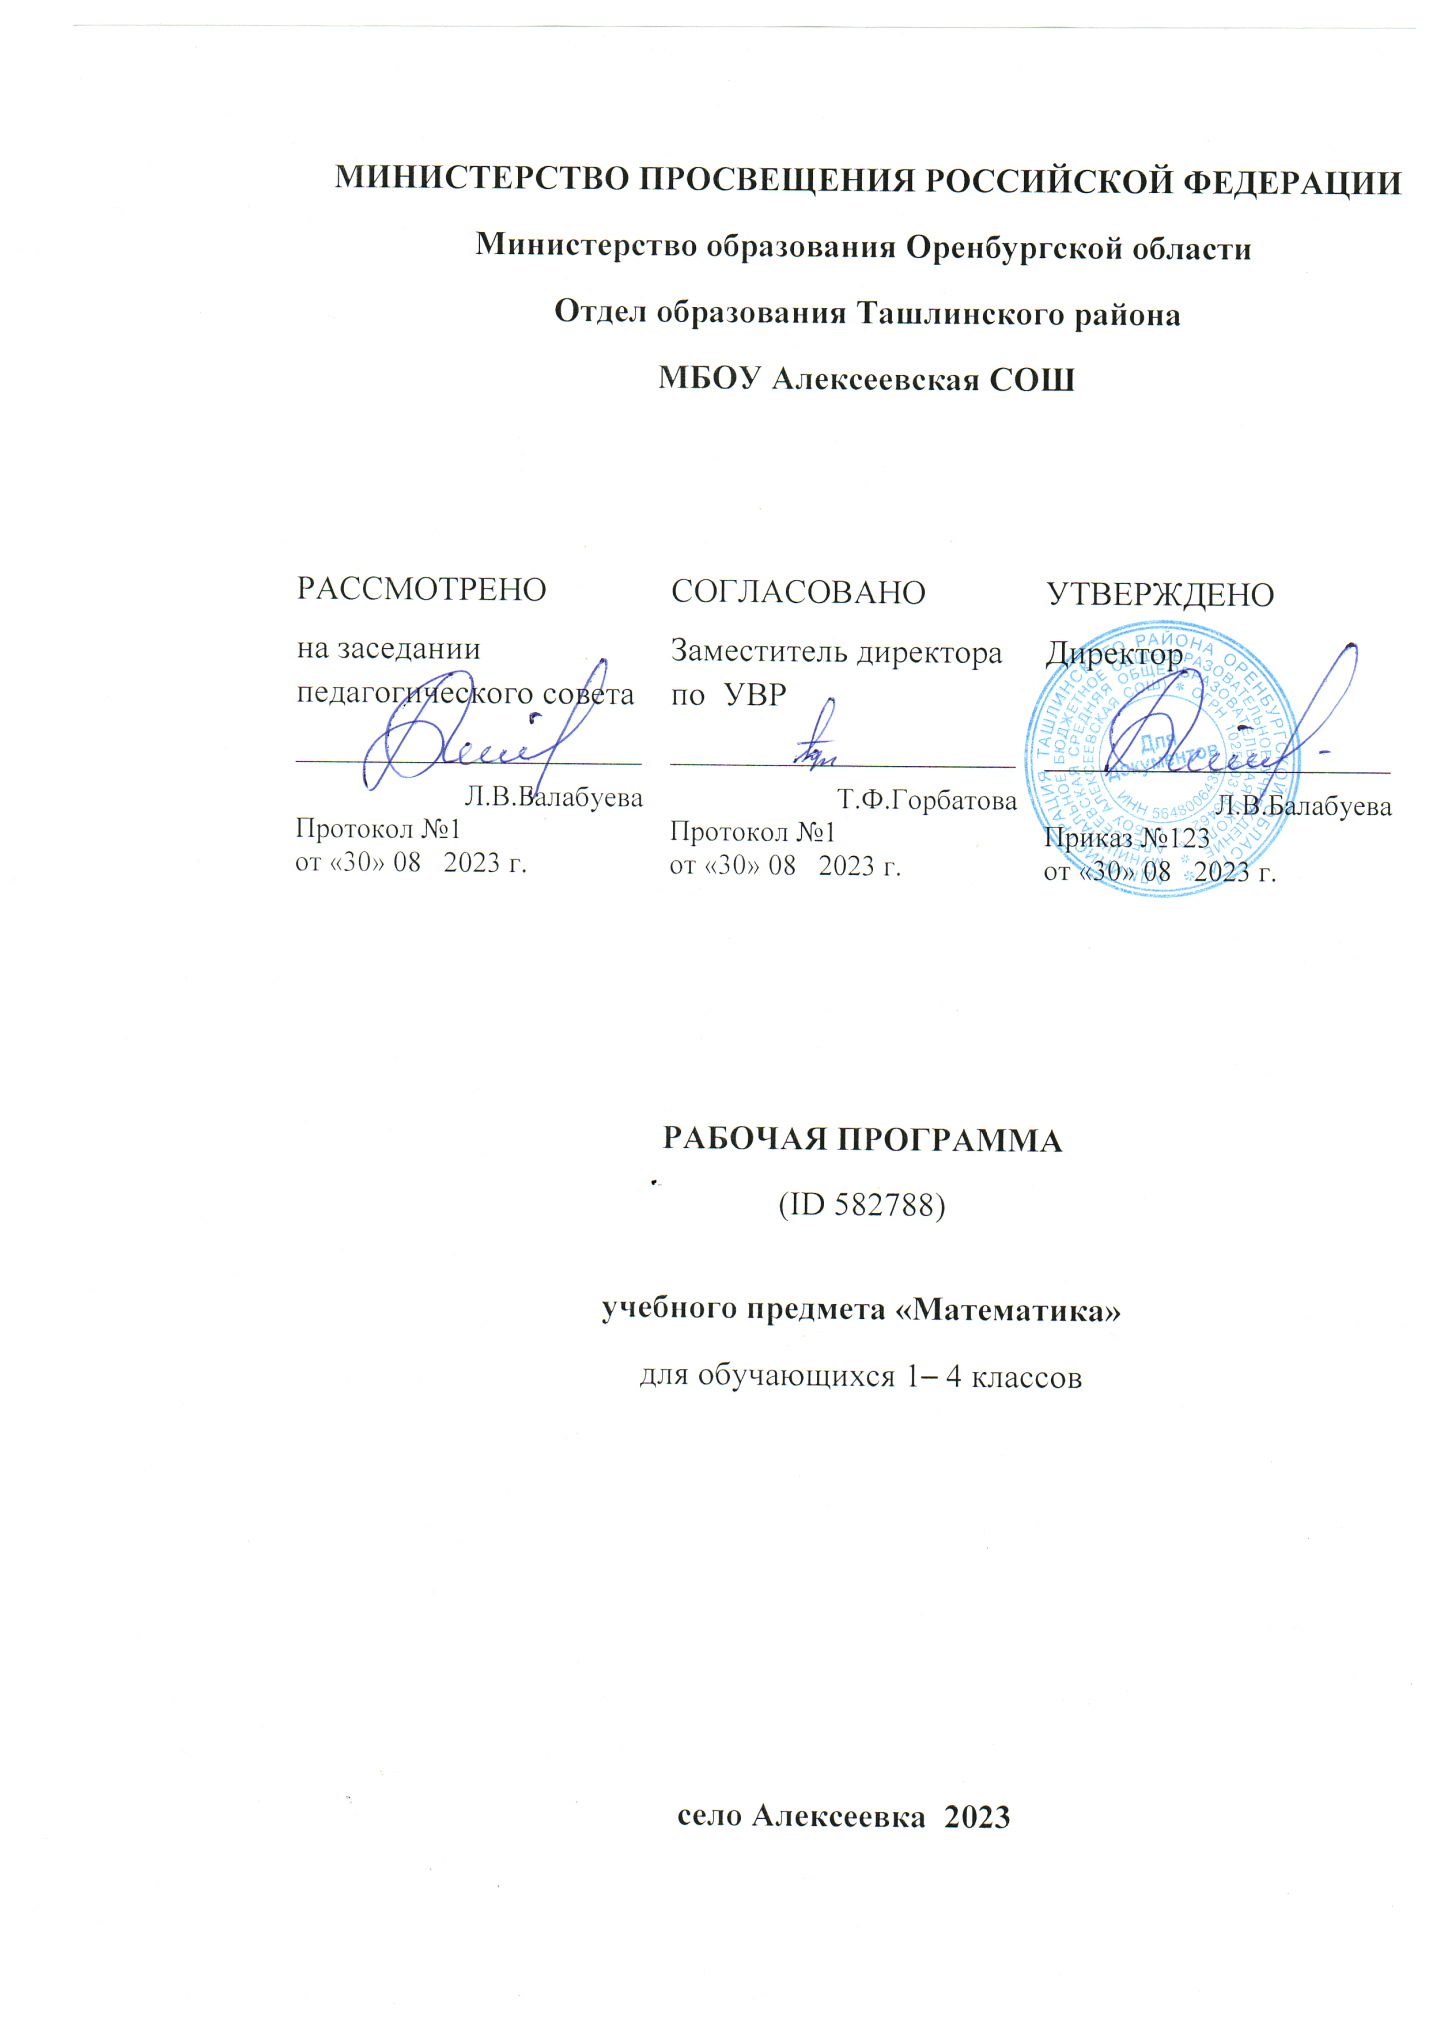 МИНИСТЕРСТВО ПРОСВЕЩЕНИЯ РОССИЙСКОЙ ФЕДЕРАЦИИ
Министерство образования Оренбургской области
Отдел образования Ташлинского района
МБОУ Алексеевская СОШ
РАССМОТРЕНО
на заседании
педагогического совета
Л.В.Балабуева
Протокол №1
от «30» 08 2023 г.
СОГЛАСОВАНО
Заместитель директора
по УВР
Т.Ф.Горбатова
Протокол №1
от «30» 08 2023 г.
УТВЕРЖДЕНО
Директор
Л.В.Балабуева
Приказ №123
от «30» 08 2023 г.
Для
документов
РАБОЧАЯ ПРОГРАММА
(ID 582788)
учебного предмета «Математика»
для обучающихся 1– 4 классов
село Алексеевка 2023